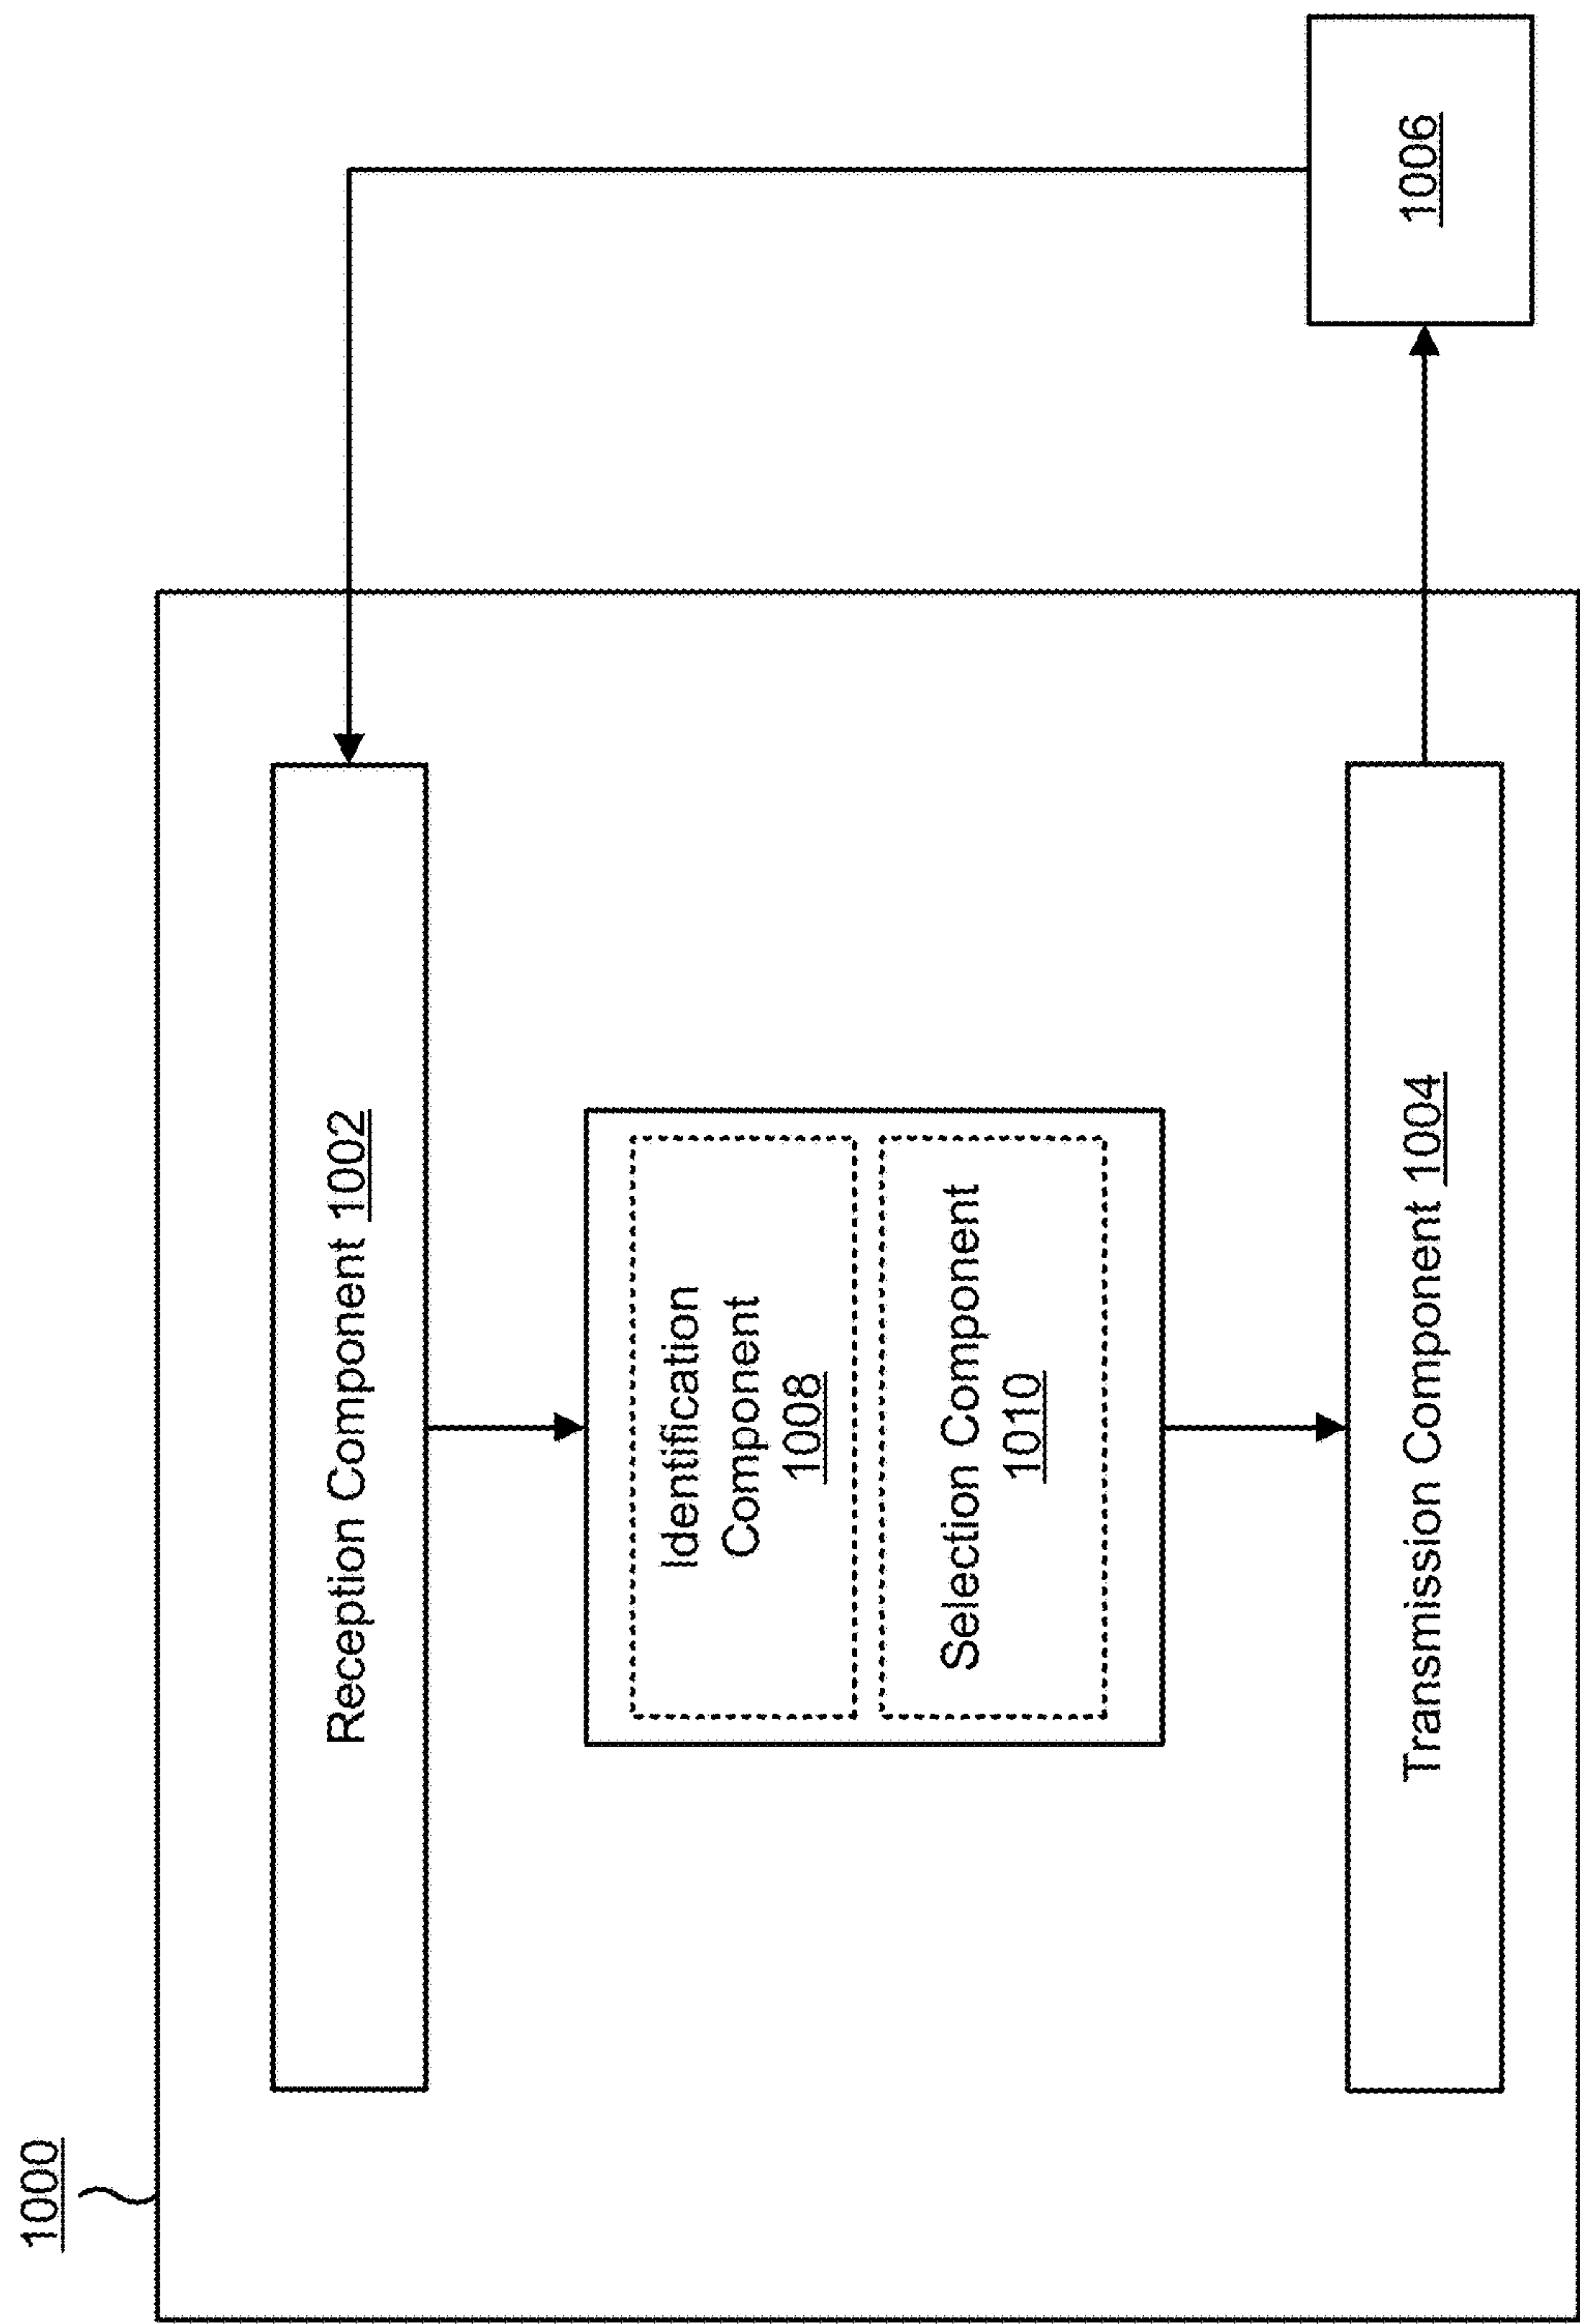 1000
Reception Component 1002
Identification
Component
1008
Selection Component
1010
Transmission Component 1004
1006